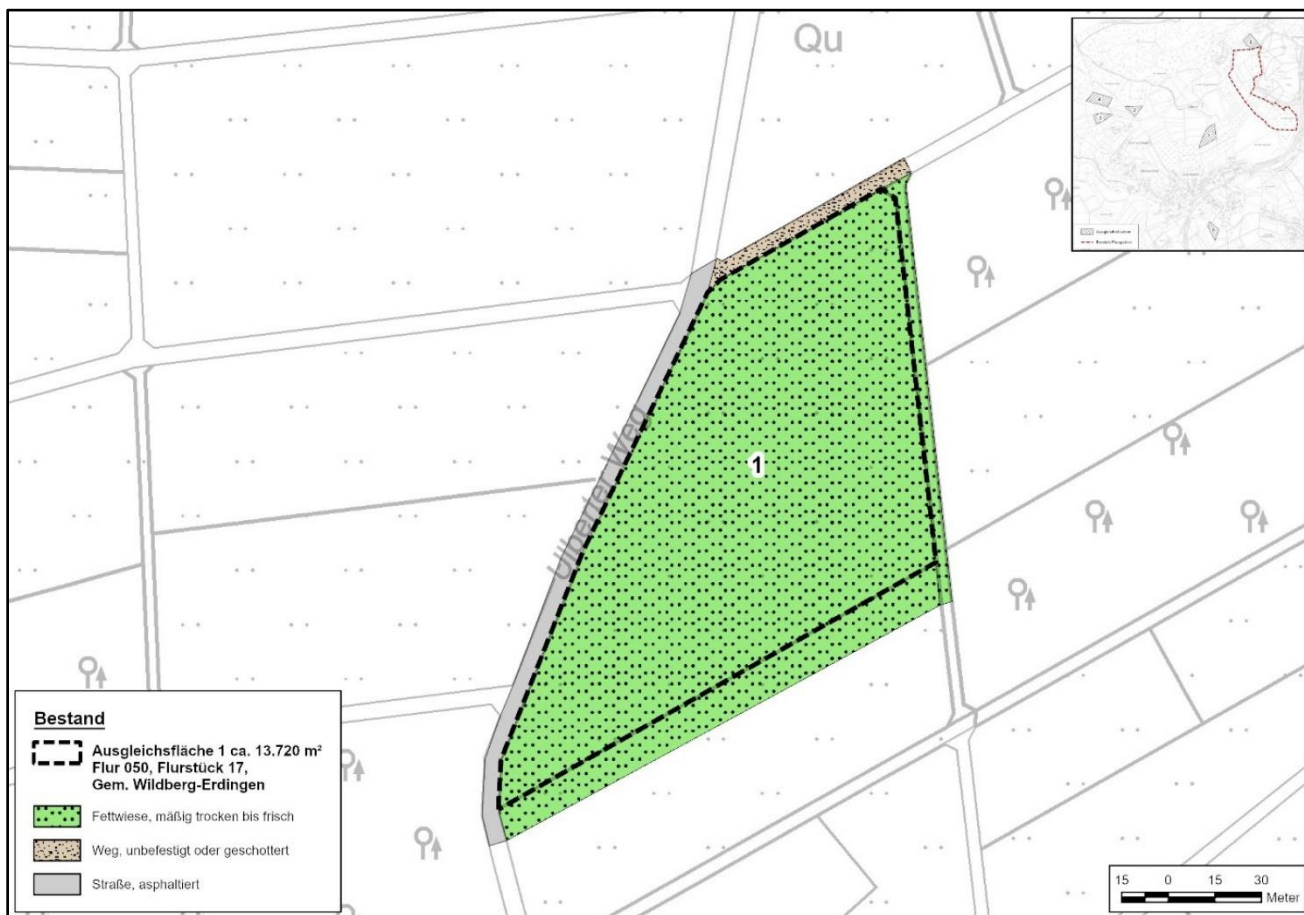 Qu
1
Bestand
Ausgleichsfläche 1 ca. 13.720 m²
Flur 050, Flurstück 17,
Gem. Wildberg-Erdingen
Fettwiese, mäßig trocken bis frisch
Weg, unbefestigt oder geschottert
Straße, asphaltiert
Weg
15 0 15 30
Meter